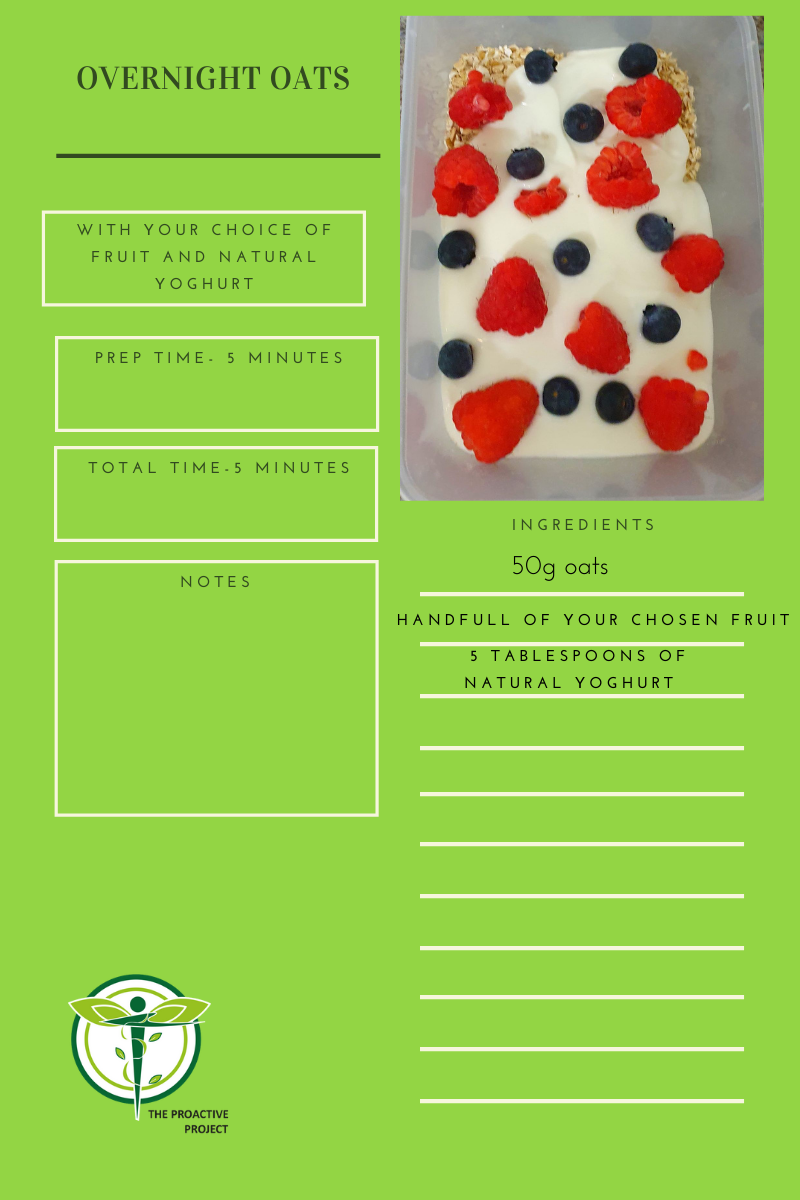 OVERNIGHT OATS
WITH YOUR CHOICE OF
FRUIT AND NATURAL
YOGHURT
PREP TIME- 5 MINUTES
TOTAL TIME-5 MINUTES
NOTES
INGREDIENTS
50g oats
HANDFULL OF YOUR CHOSEN FRUIT
5 TABLESPOONS OF
NATURAL YOGHURT
THE PROACTIVE
PROJECT